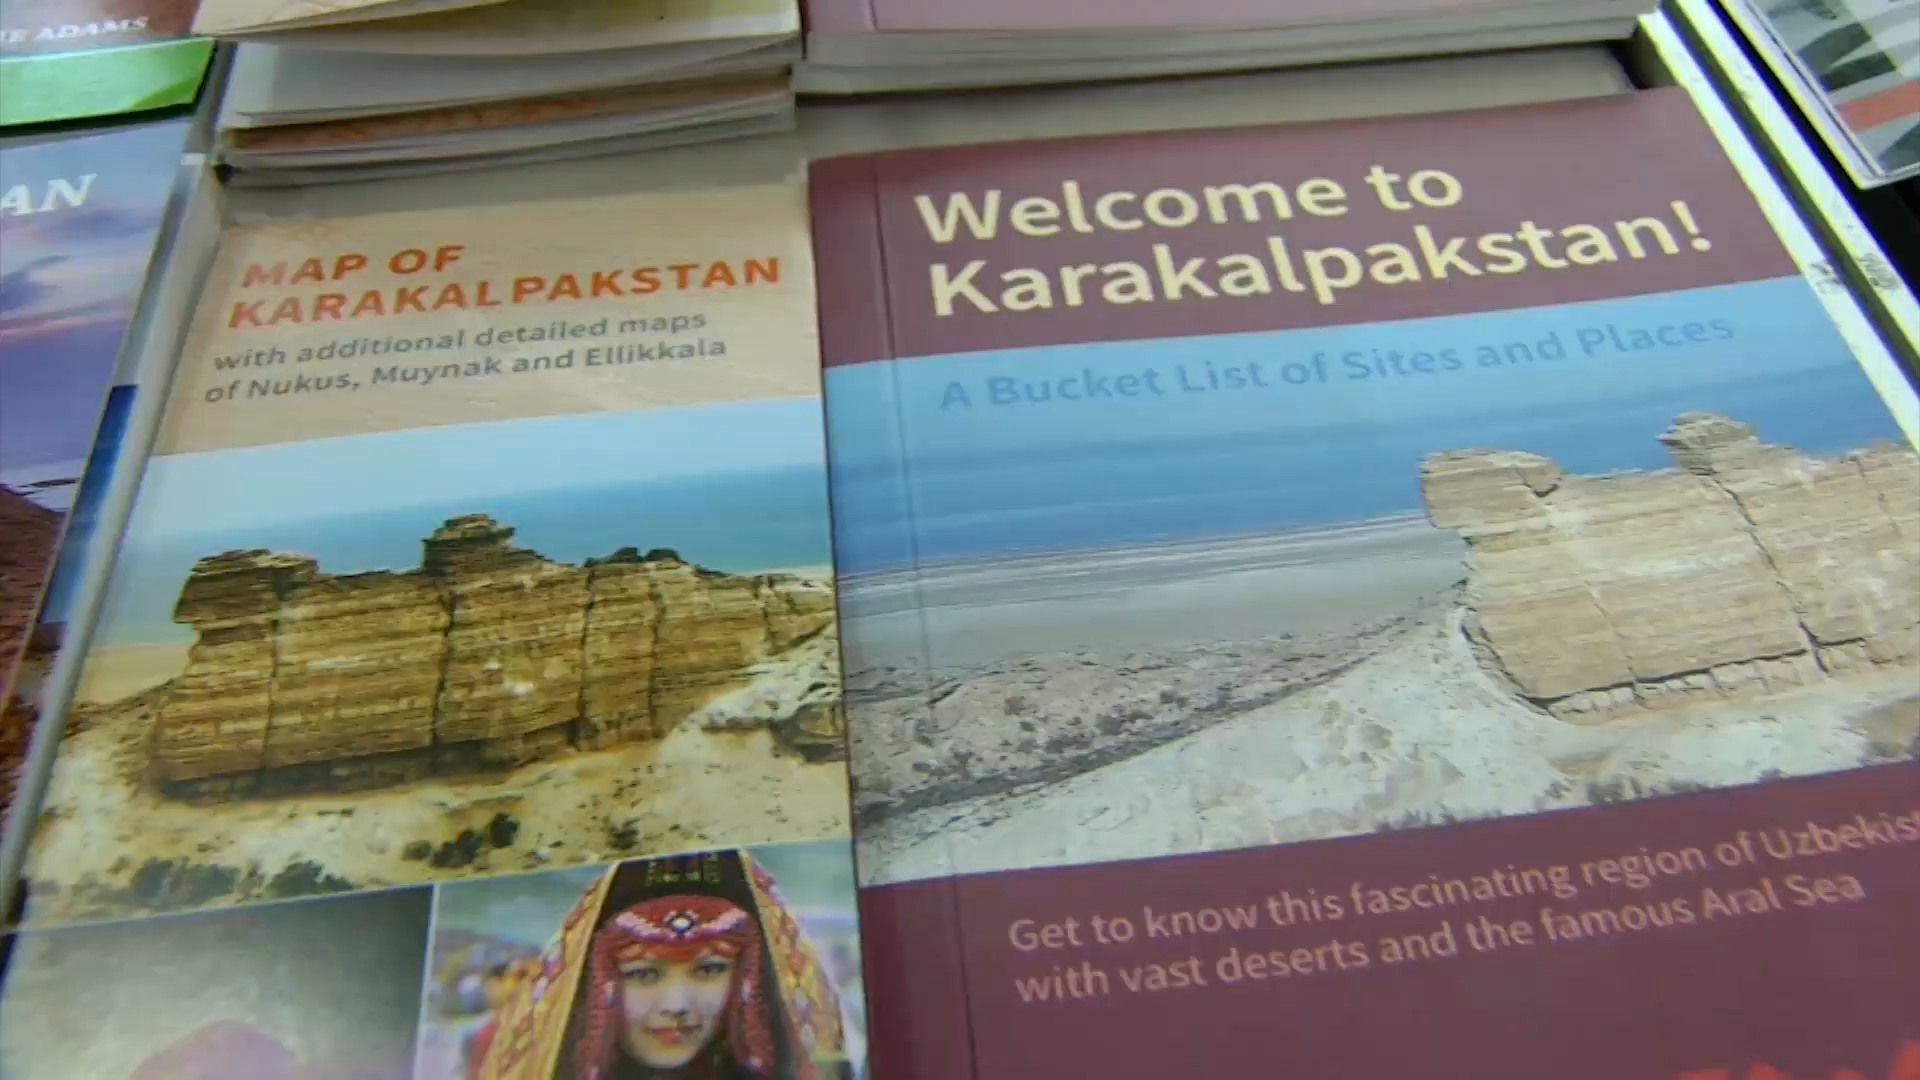 ADAMS
AN
MAP OF
KARAKALPAKSTAN
with additional detailed maps
of Nukus, Muynak and Ellikkala
Welcome to
Karakalpakstan!
A Bucket List of Sites and Places
Get to know this fascinating region of Uzbekist
with vast deserts and the famous Aral Sea